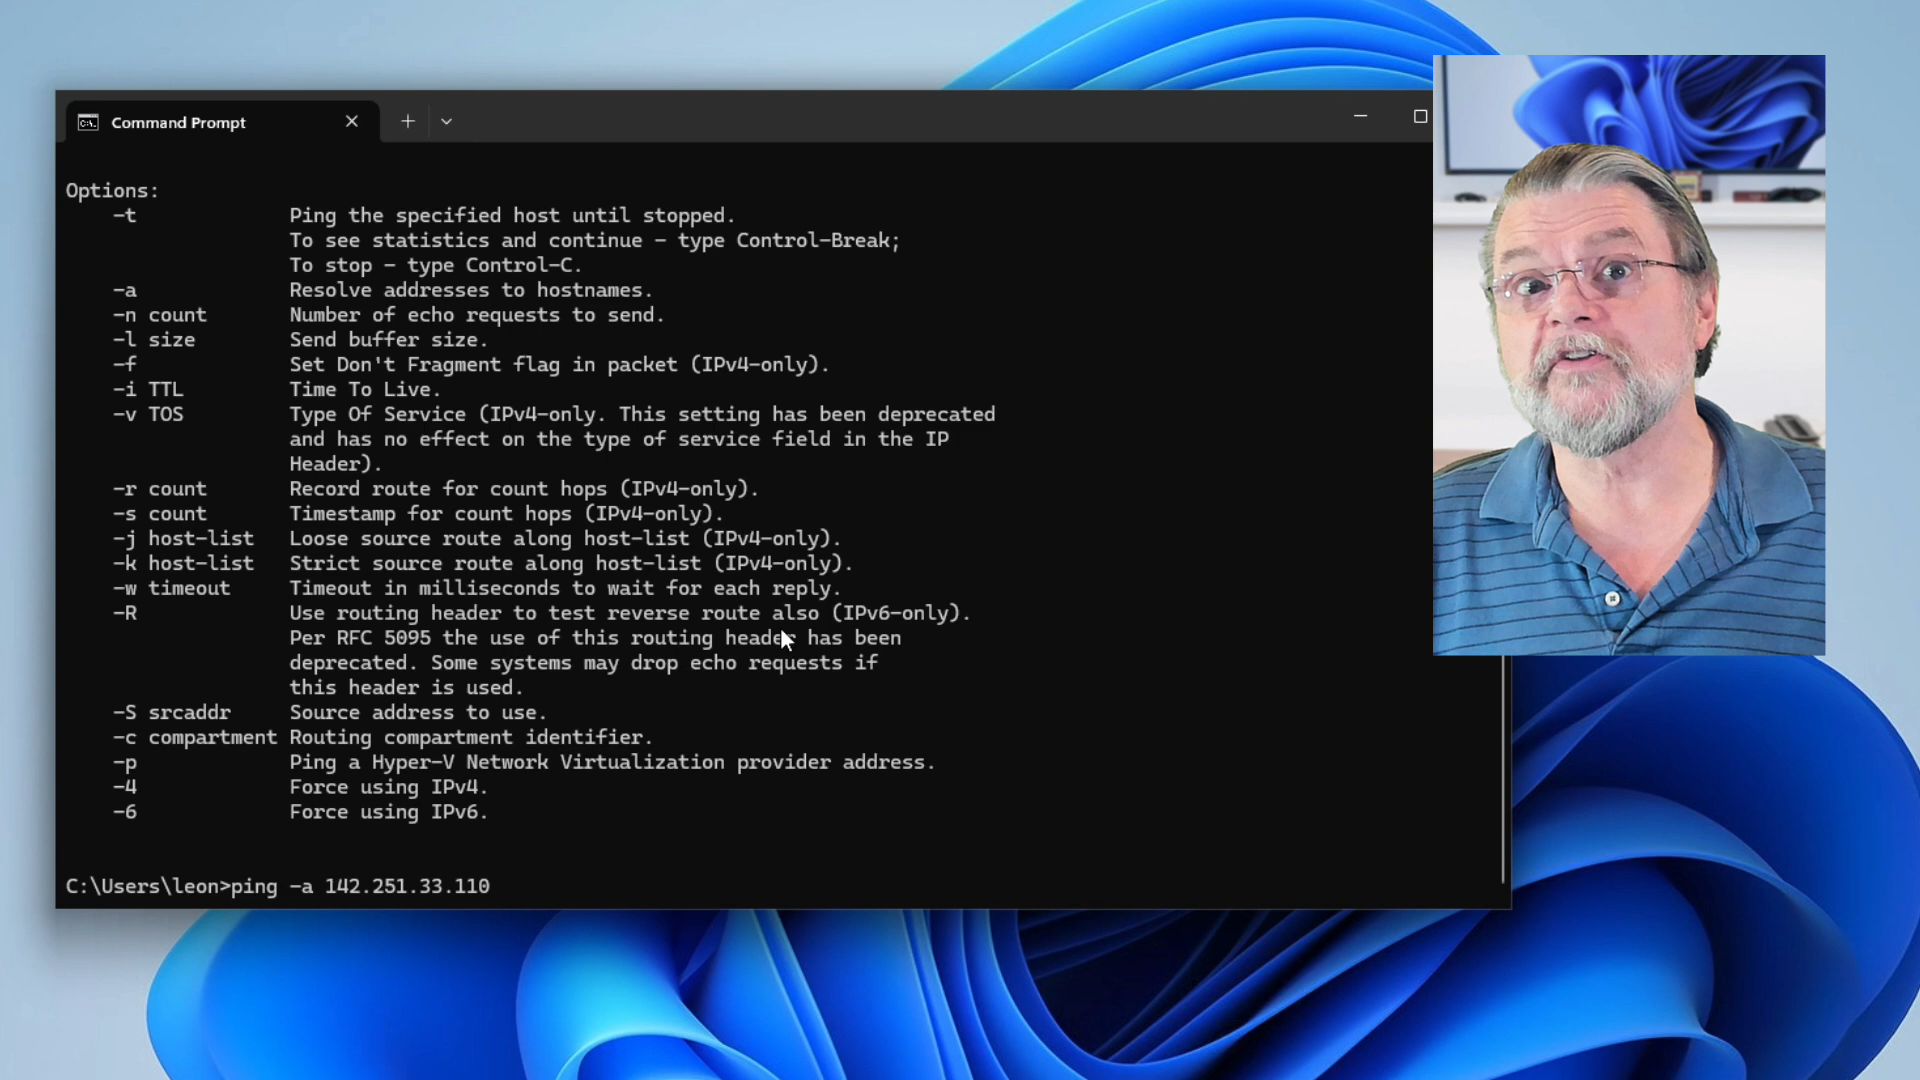 Command Prompt
Options:
-t Ping the specified host until stopped.
To see statistics and continue - type Control-Break;
To stop - type Control-C.
-a Resolve addresses to hostnames.
-n count Number of echo requests to send.
-l size Send buffer size.
-f Set Don't Fragment flag in packet (IPv4-only).
-i TTL Time To Live.
-v TOS Type Of Service (IPv4-only. This setting has been deprecated
and has no effect on the type of service field in the IP
Header).
-r count Record route for count hops (IPv4-only).
-s count Timestamp for count hops (IPv4-only).
-j host-list Loose source route along host-list (IPv4-only).
-k host-list Strict source route along host-list (IPv4-only).
-w timeout Timeout in milliseconds to wait for each reply.
-R Use routing header to test reverse route also (IPv6-only).
Per RFC 5095 the use of this routing header has been
deprecated. Some systems may drop echo requests if
this header is used.
-S srcaddr Source address to use.
-c compartment Routing compartment identifier.
-p Ping a Hyper-V Network Virtualization provider address.
-4 Force using IPv4.
-6 Force using IPv6.
C:\Users\leon>ping -a 142.251.33.110